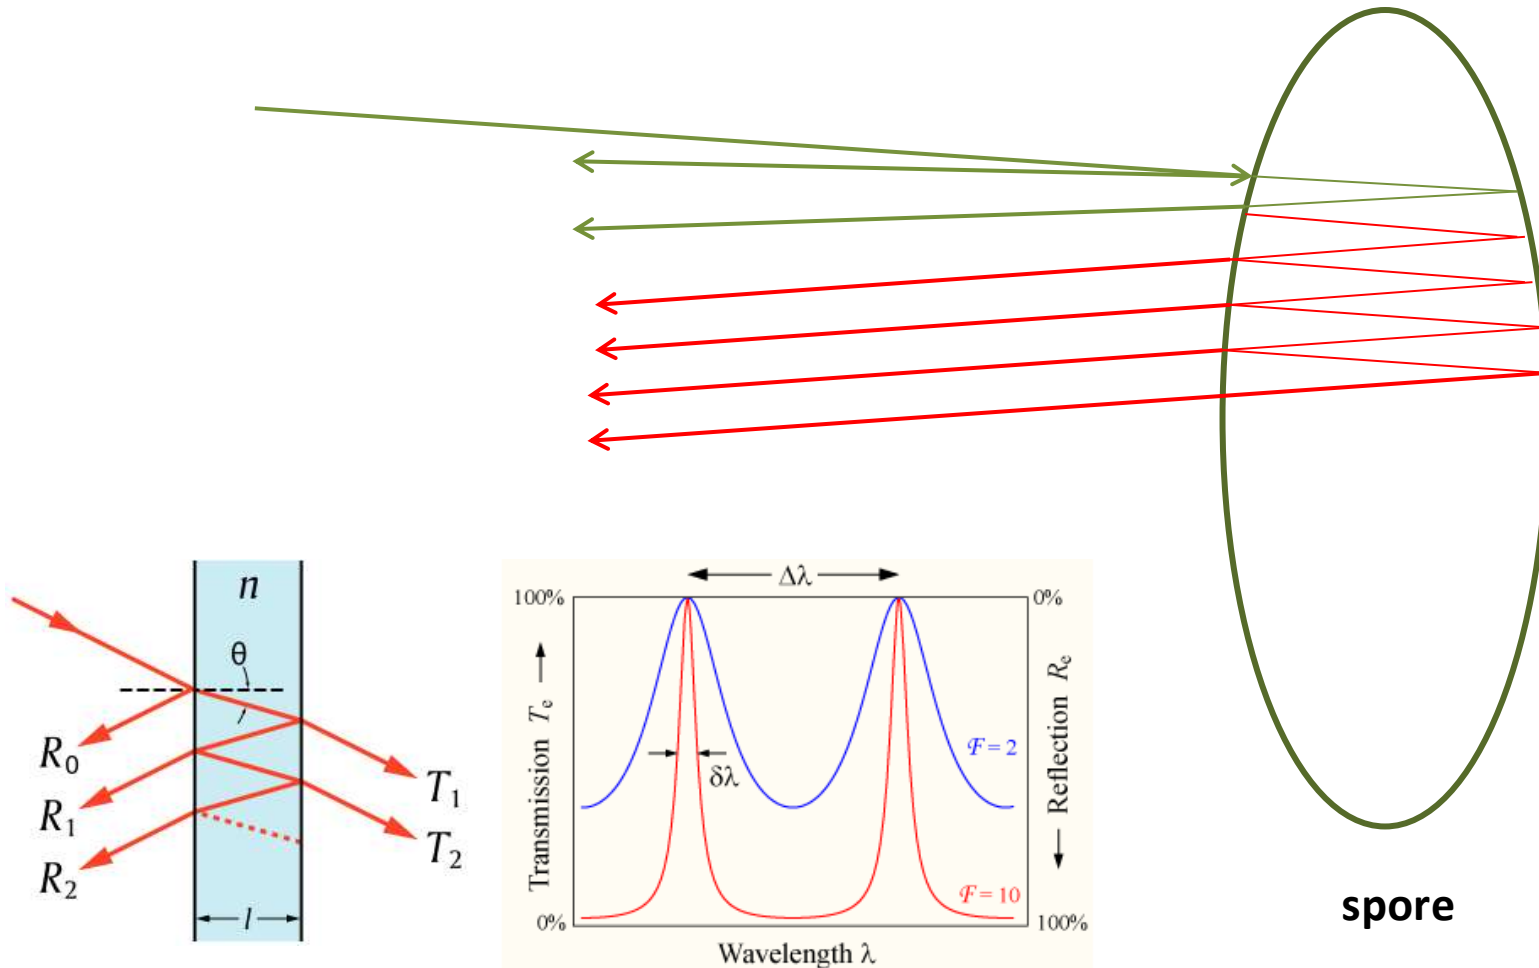 n
θ
R0
R1
R2
T1
T2
l
Δλ
100%
0%
Transmission Te
Reflection Re
δλ
ℱ = 2
ℱ = 10
0%
100%
Wavelength λ
spore